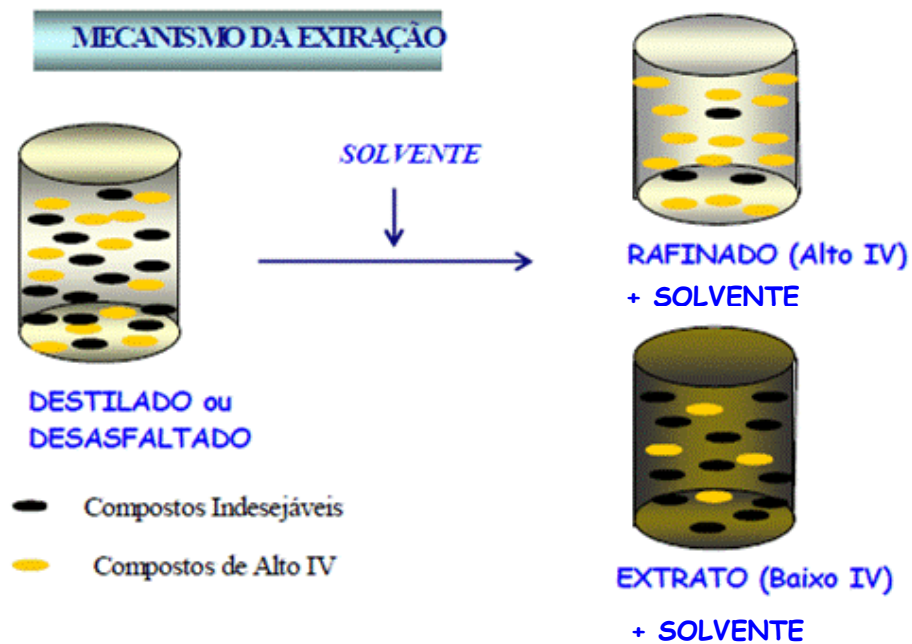 MECANISMO DA EXTRAÇÃO
SOLVENTE
DESTILADO ou
DESASFALTADO
Compostos Indesejáveis
Compostos de Alto IV
RAFINADO (Alto IV)
+ SOLVENTE
EXTRATO (Baixo IV)
+ SOLVENTE